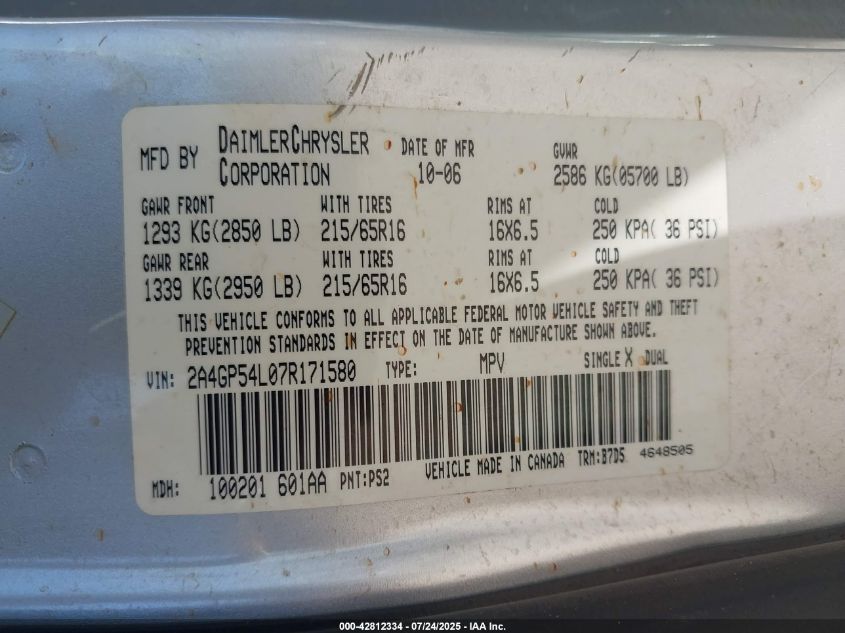 MFD BY DAIMLERCHRYSLER CORPORATION DATE OF MFR 10-06 GVWR 2586 KG(05700 LB)
GAWR FRONT WITH TIRES RIMS AT COLD
1293 KG(2850 LB) 215/65R16 16X6.5 250 KPA( 36 PSI)
GAWR REAR WITH TIRES RIMS AT COLD
1339 KG(2950 LB) 215/65R16 16X6.5 250 KPA( 36 PSI)
THIS VEHICLE CONFORMS TO ALL APPLICABLE FEDERAL MOTOR VEHICLE SAFETY AND THEFT
PREVENTION STANDARDS IN EFFECT ON THE DATE OF MANUFACTURE SHOWN ABOVE.
VIN: 2A4GP54L07R171580 TYPE: MPV SINGLE X DUAL
MDH: 100201 601AA PNT:PS2 VEHICLE MADE IN CANADA TRM:B7D5 4648505
000-42812334 / 07/24/2025 - IAA Inc.